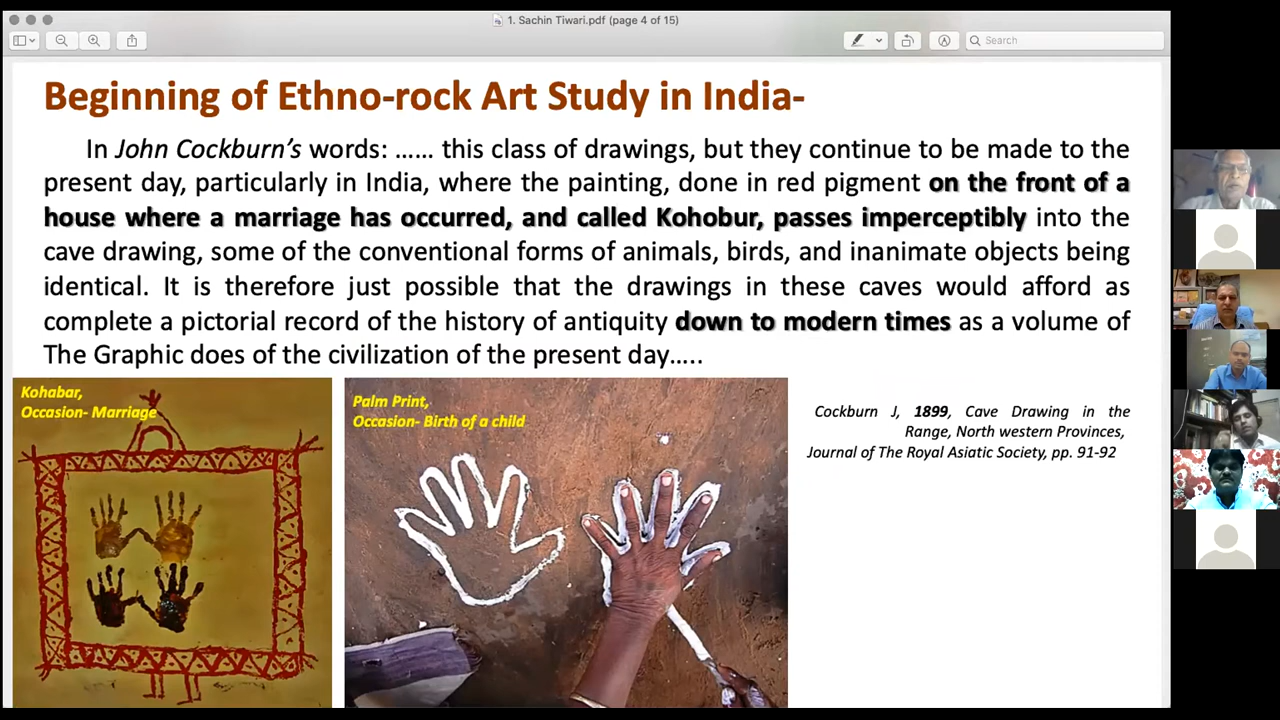 1. Sachin Tiwari.pdf (page 4 of 15)
Search
Beginning of Ethno-rock Art Study in India-
In John Cockburn's words: …... this class of drawings, but they continue to be made to the
present day, particularly in India, where the painting, done in red pigment on the front of a
house where a marriage has occurred, and called Kohobur, passes imperceptibly into the
cave drawing, some of the conventional forms of animals, birds, and inanimate objects being
identical. It is therefore just possible that the drawings in these caves would afford as
complete a pictorial record of the history of antiquity down to modern times as a volume of
The Graphic does of the civilization of the present day…..
Kohabar,
Occasion- Marriage
Palm Print,
Occasion- Birth of a child
Cockburn J, 1899, Cave Drawing in the
Range, North western Provinces,
Journal of The Royal Asiatic Society, pp. 91-92